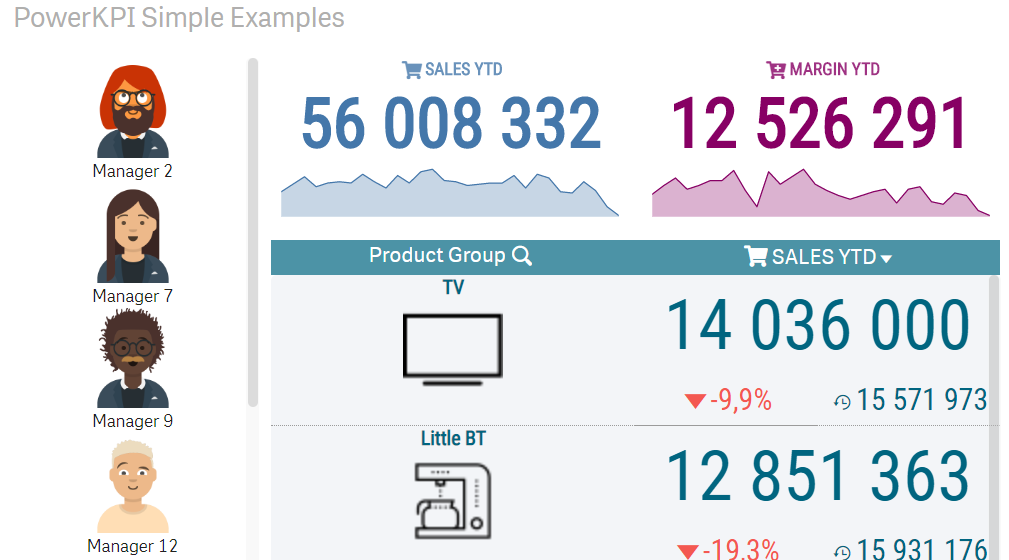 PowerKPI Simple Examples
Manager 2
Manager 7
Manager 9
Manager 12
SALES YTD
56 008 332
MARGIN YTD
12 526 291
Product Group
SALES YTD
TV
14 036 000
-9,9%
15 571 973
Little BT
12 851 363
-19,3%
15 931 176